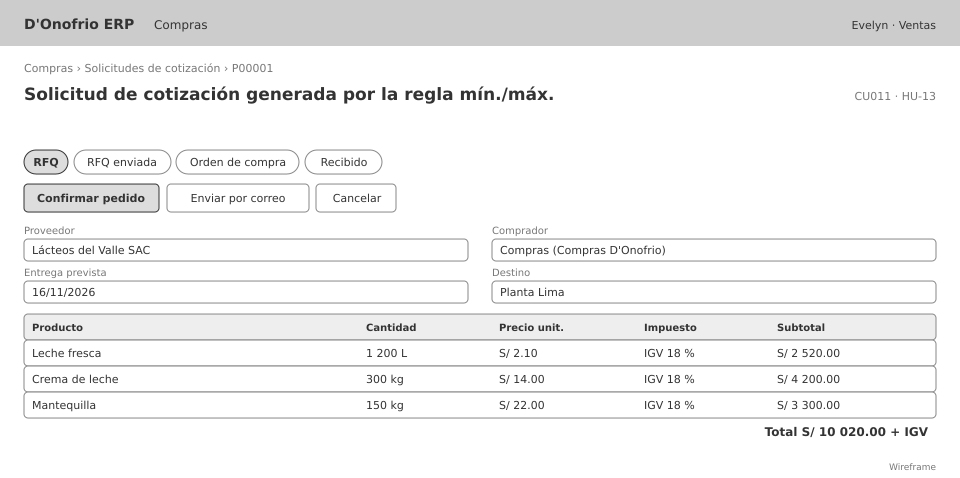 D'Onofrio ERP Compras Evelyn · Ventas
Compras › Solicitudes de cotización › P00001
Solicitud de cotización generada por la regla mín./máx. CU011 · HU-13
RFQ RFQ enviada Orden de compra Recibido
Confirmar pedido Enviar por correo Cancelar
Proveedor Comprador
Lácteos del Valle SAC Compras (Compras D'Onofrio)
Entrega prevista Destino
16/11/2026 Planta Lima
Producto Cantidad Precio unit. Impuesto Subtotal
Leche fresca 1 200 L S/ 2.10 IGV 18 % S/ 2 520.00
Crema de leche 300 kg S/ 14.00 IGV 18 % S/ 4 200.00
Mantequilla 150 kg S/ 22.00 IGV 18 % S/ 3 300.00
Total S/ 10 020.00 + IGV
Wireframe